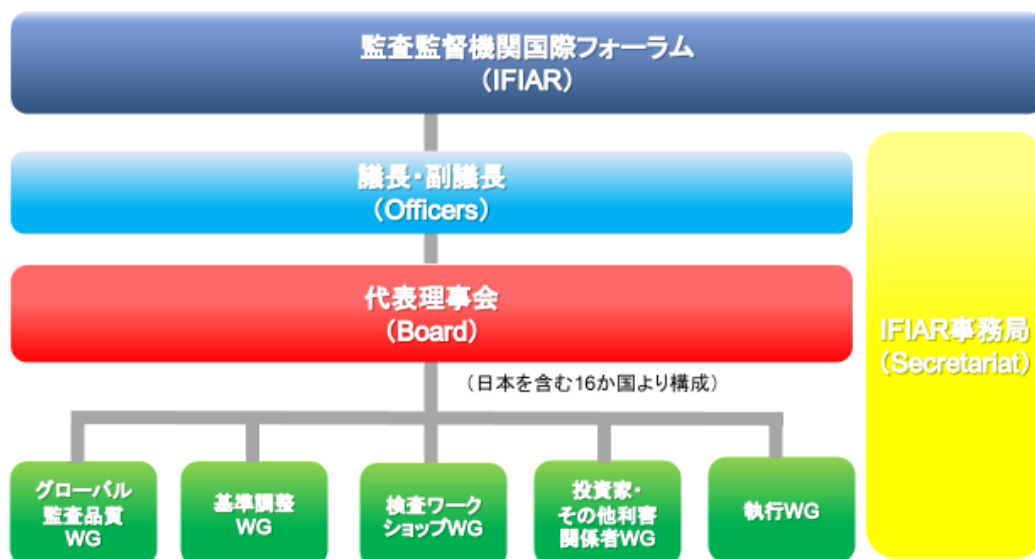 監査監督機関国際フォーラム
（IFIAR）
議長・副議長
（Officers）
代表理事会
（Board）
IFIAR事務局
（Secretariat）
（日本を含む16か国より構成）
グローバル
監査品質
WG
基準調整
WG
検査ワーク
ショップWG
投資家・
その他利害
関係者WG
執行WG